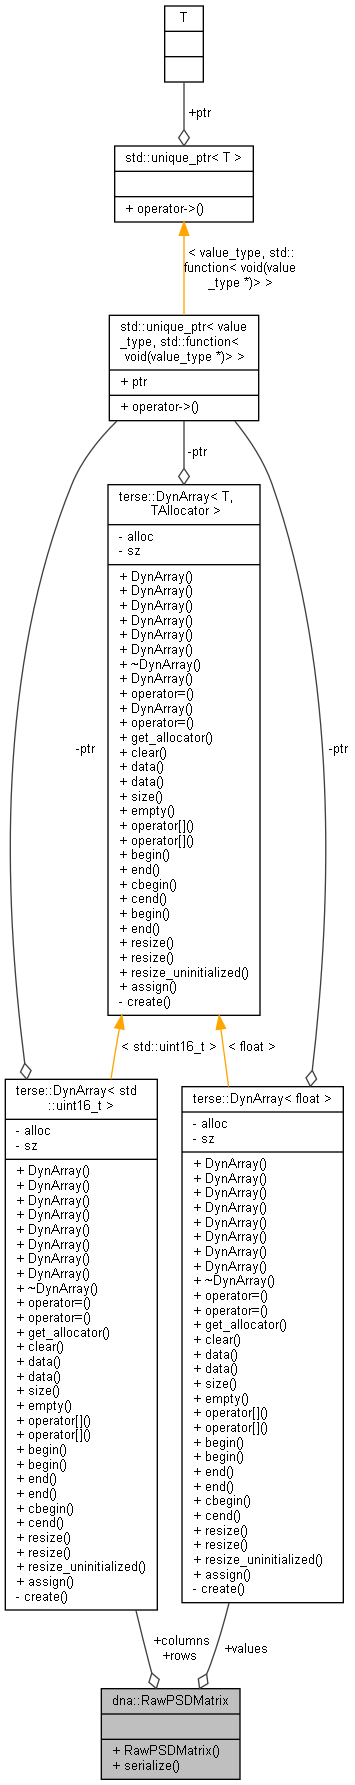 T
+ptr
std::unique_ptr< T >
+ operator->()
< value_type, std::
function< void(value
_type *)> >
std::unique_ptr< value
_type, std::function<
void(value_type *)> >
+ ptr
+ operator->()
-ptr
terse::DynArray< T,
TAllocator >
- alloc
- sz
+ DynArray()
+ DynArray()
+ DynArray()
+ DynArray()
+ DynArray()
+ DynArray()
+ ~DynArray()
+ DynArray()
+ operator=()
+ DynArray()
+ operator=()
+ get_allocator()
+ clear()
+ data()
+ data()
+ size()
+ empty()
+ operator[]()
+ operator[]()
+ begin()
+ end()
+ cbegin()
+ cend()
+ begin()
+ end()
+ resize()
+ resize()
+ resize_uninitialized()
+ assign()
- create()
-ptr
-ptr
< std::uint16_t >
< float >
terse::DynArray< std
::uint16_t >
- alloc
- sz
+ DynArray()
+ DynArray()
+ DynArray()
+ DynArray()
+ DynArray()
+ DynArray()
+ DynArray()
+ DynArray()
+ ~DynArray()
+ operator=()
+ operator=()
+ get_allocator()
+ clear()
+ data()
+ data()
+ size()
+ empty()
+ operator[]()
+ operator[]()
+ begin()
+ begin()
+ end()
+ end()
+ cbegin()
+ cend()
+ resize()
+ resize()
+ resize_uninitialized()
+ assign()
- create()
terse::DynArray< float >
- alloc
- sz
+ DynArray()
+ DynArray()
+ DynArray()
+ DynArray()
+ DynArray()
+ DynArray()
+ DynArray()
+ DynArray()
+ ~DynArray()
+ operator=()
+ operator=()
+ get_allocator()
+ clear()
+ data()
+ data()
+ size()
+ empty()
+ operator[]()
+ operator[]()
+ begin()
+ begin()
+ end()
+ end()
+ cbegin()
+ cend()
+ resize()
+ resize()
+ resize_uninitialized()
+ assign()
- create()
+columns
+rows
+values
dna::RawPSDMatrix
+ RawPSDMatrix()
+ serialize()